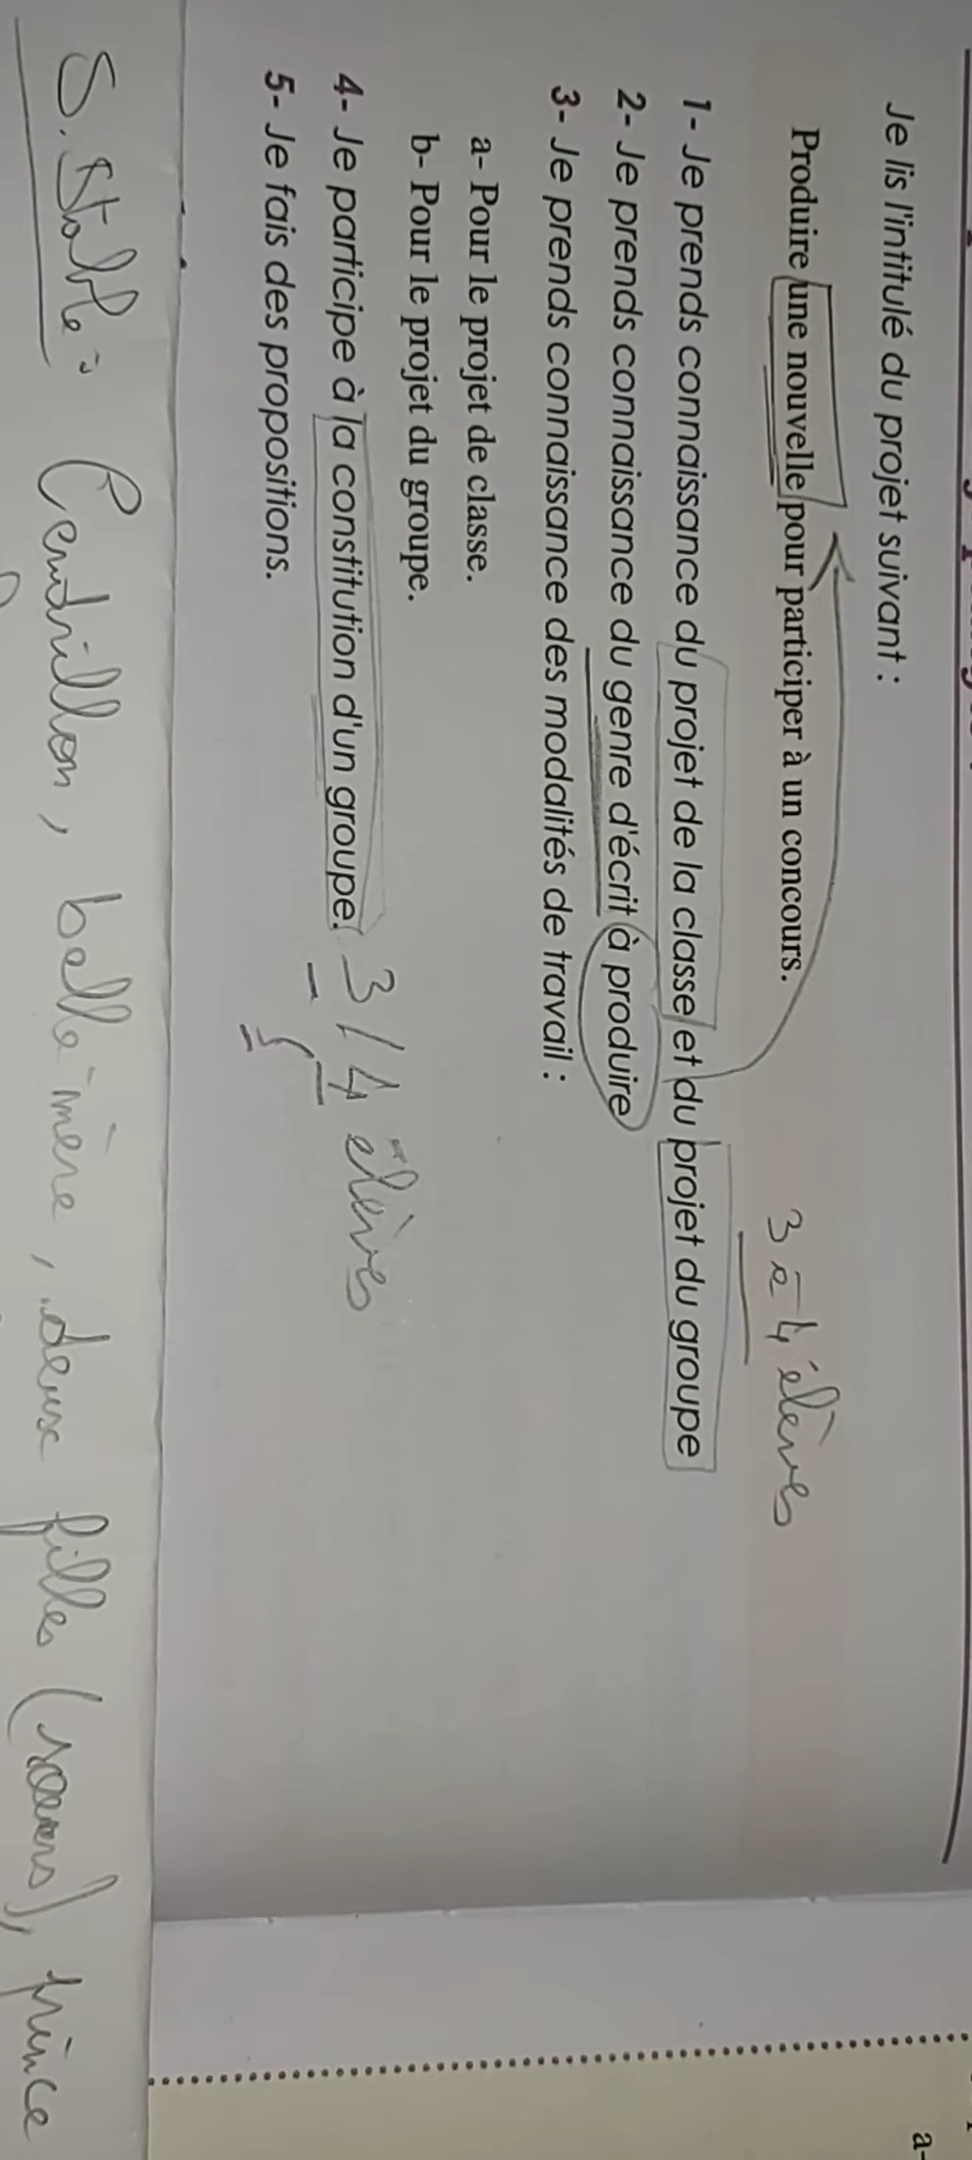 Je lis l'intitulé du projet suivant :
Produire une nouvelle pour participer à un concours.
3 à 4 élèves
1- Je prends connaissance du projet de la classe et du projet du groupe
2- Je prends connaissance du genre d'écrit à produire
3- Je prends connaissance des modalités de travail :
a- Pour le projet de classe.
b- Pour le projet du groupe.
4- Je participe à la constitution d'un groupe. 3/4 élèves
5- Je fais des propositions.
S. Stable : Cendrillon, belle-mère, deux filles (soeurs), prince
a-